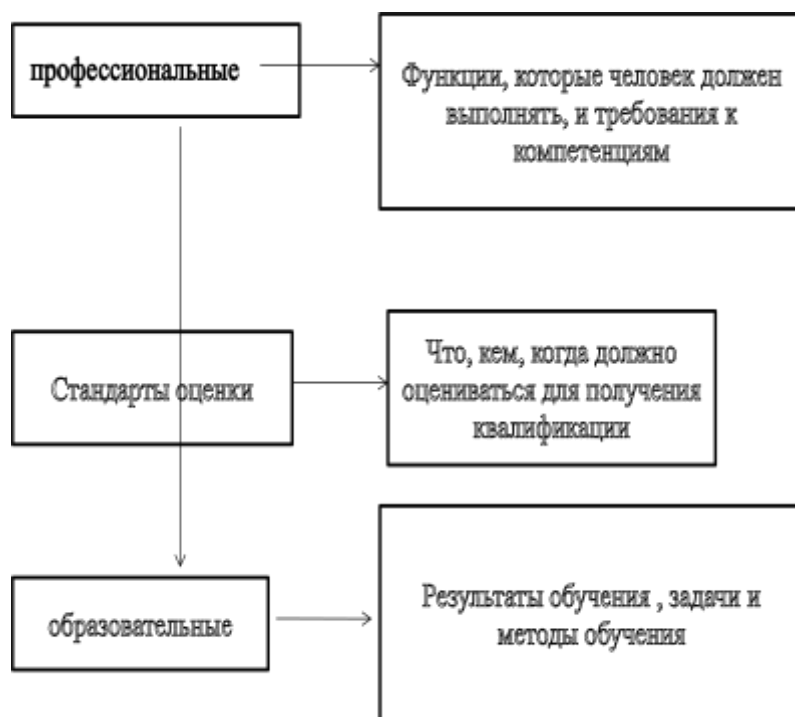 профессиональные
Функции, которые человек должен
выполнять, и требования к
компетенциям
Стандарты оценки
Что, кем, когда должно
оцениваться для получения
квалификации
образовательные
Результаты обучения , задачи и
методы обучения